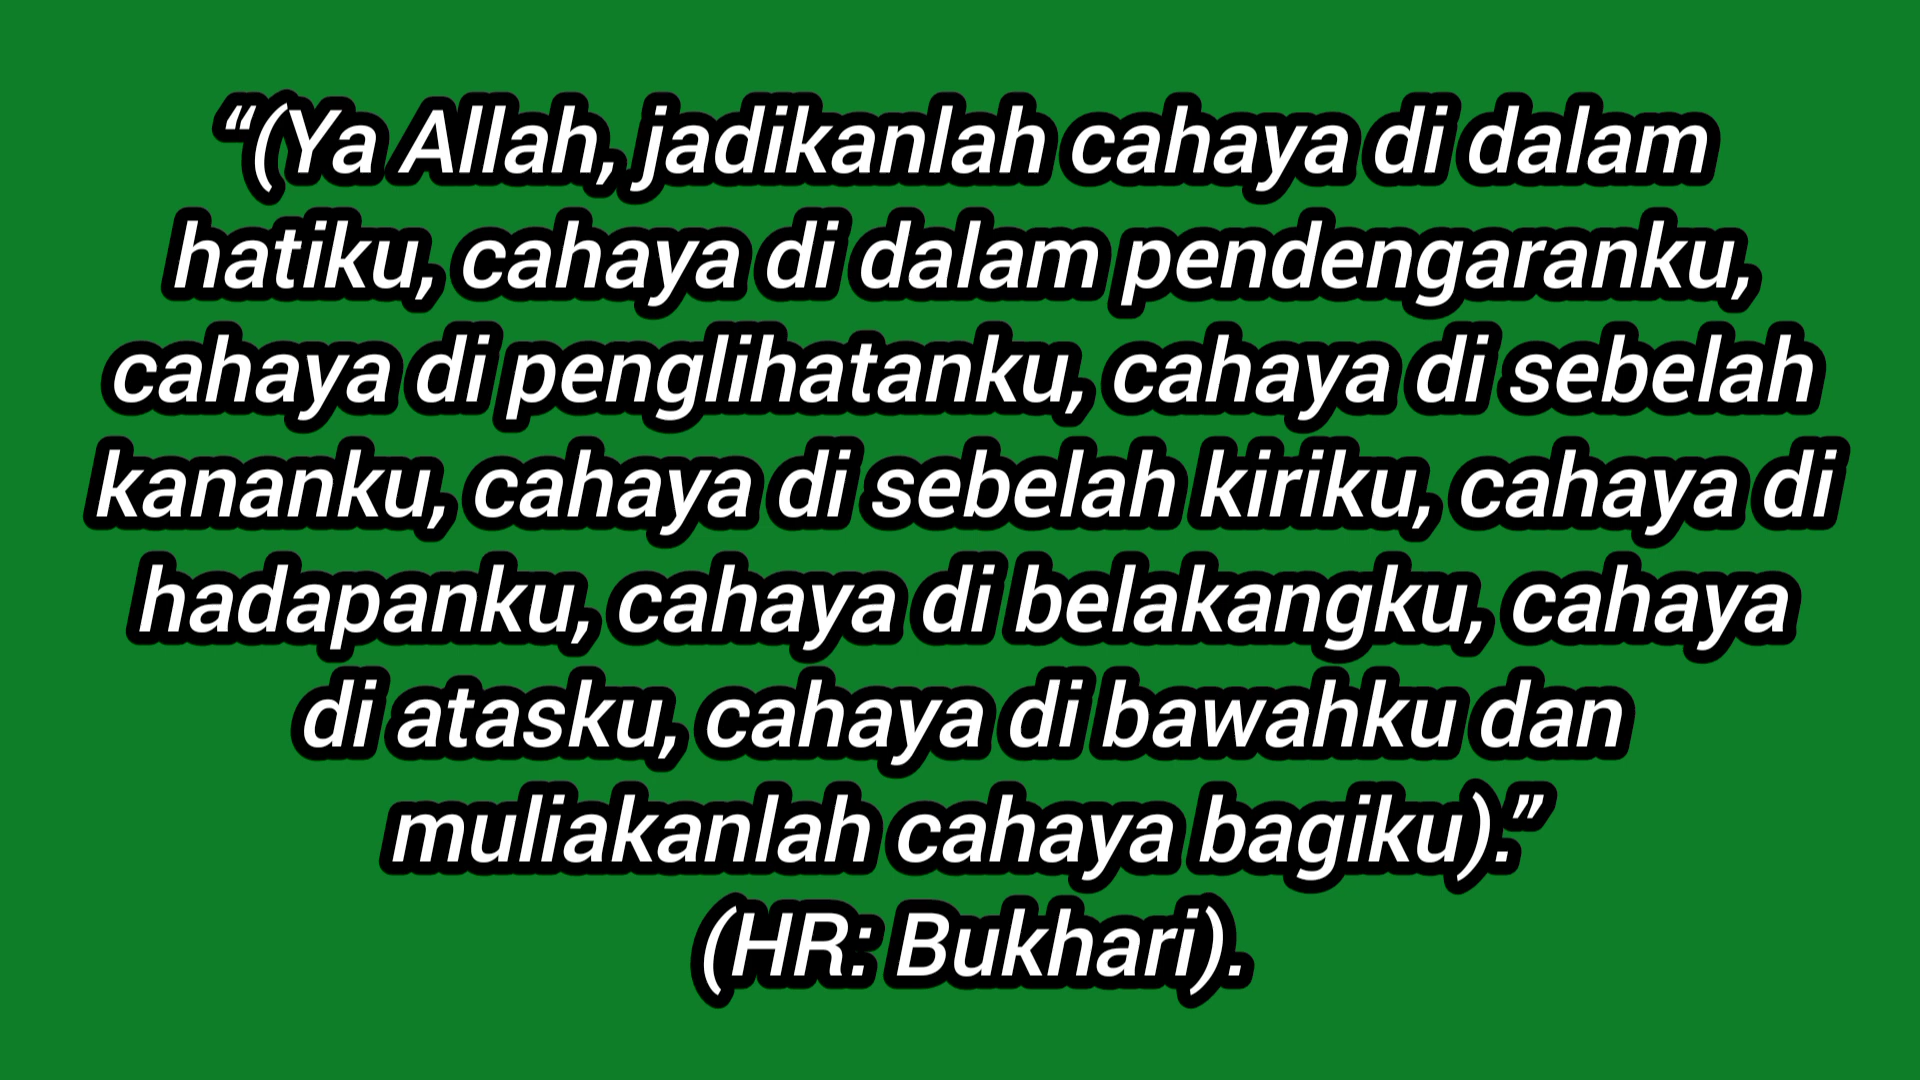 “(Ya Allah, jadikanlah cahaya di dalam
hatiku, cahaya di dalam pendengaranku,
cahaya di penglihatanku, cahaya di sebelah
kananku, cahaya di sebelah kiriku, cahaya di
hadapanku, cahaya di belakangku, cahaya
di atasku, cahaya di bawahku dan
muliakanlah cahaya bagiku).”
(HR: Bukhari).